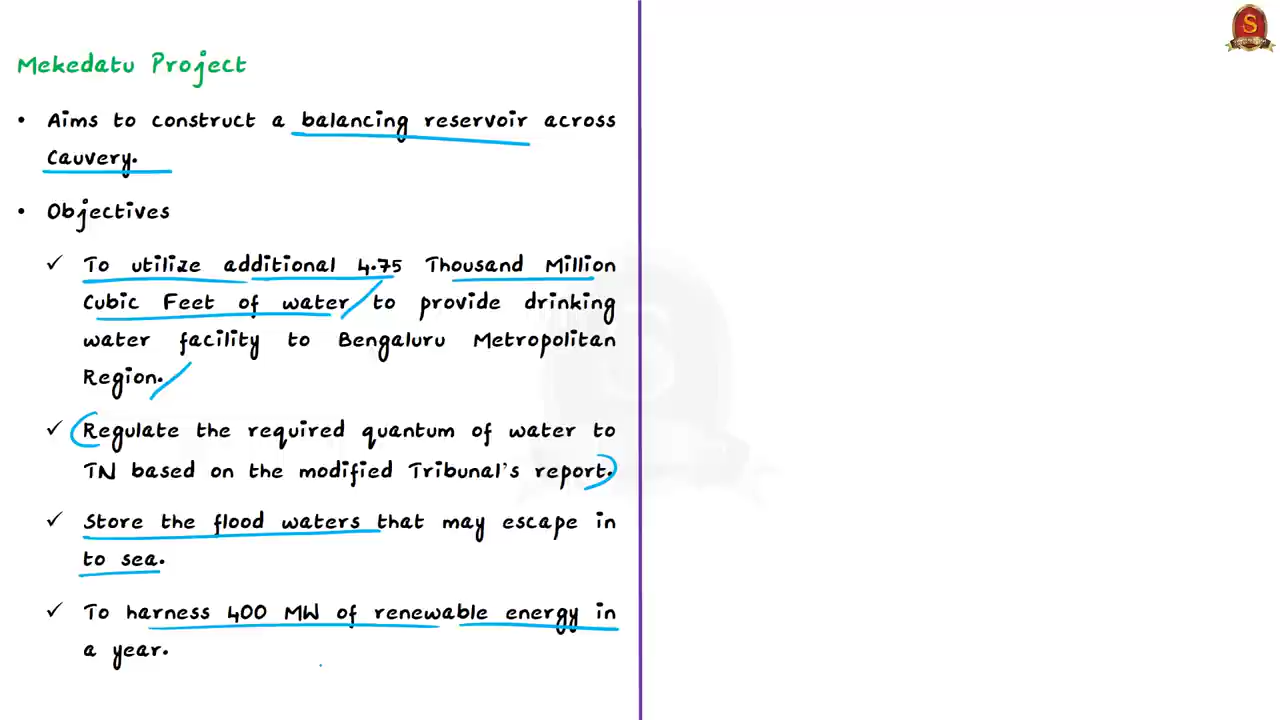 Mekedatu Project
• Aims to construct a balancing reservoir across
Cauvery.
• Objectives
✓ To utilize additional 4.75 Thousand Million
Cubic Feet of water to provide drinking
water facility to Bengaluru Metropolitan
Region.
✓ Regulate the required quantum of water to
TN based on the modified Tribunal's report.
✓ Store the flood waters that may escape in
to sea.
✓ To harness 400 MW of renewable energy in
a year.
S